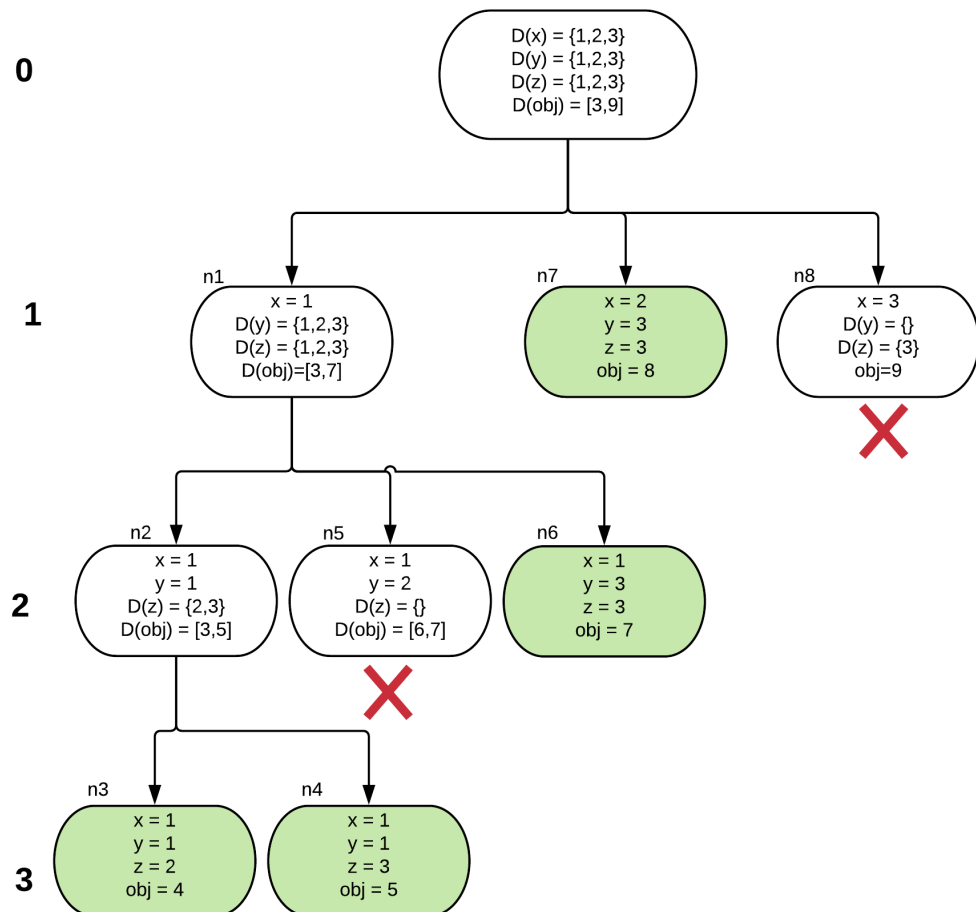 0
D(x) = {1,2,3}
D(y) = {1,2,3}
D(z) = {1,2,3}
D(obj) = [3,9]
1
n1
x = 1
D(y) = {1,2,3}
D(z) = {1,2,3}
D(obj)=[3,7]
n7
x = 2
y = 3
z = 3
obj = 8
n8
x = 3
D(y) = {}
D(z) = {3}
obj=9
2
n2
x = 1
y = 1
D(z) = {2,3}
D(obj) = [3,5]
n5
x = 1
y = 2
D(z) = {}
D(obj) = [6,7]
n6
x = 1
y = 3
z = 3
obj = 7
3
n3
x = 1
y = 1
z = 2
obj = 4
n4
x = 1
y = 1
z = 3
obj = 5